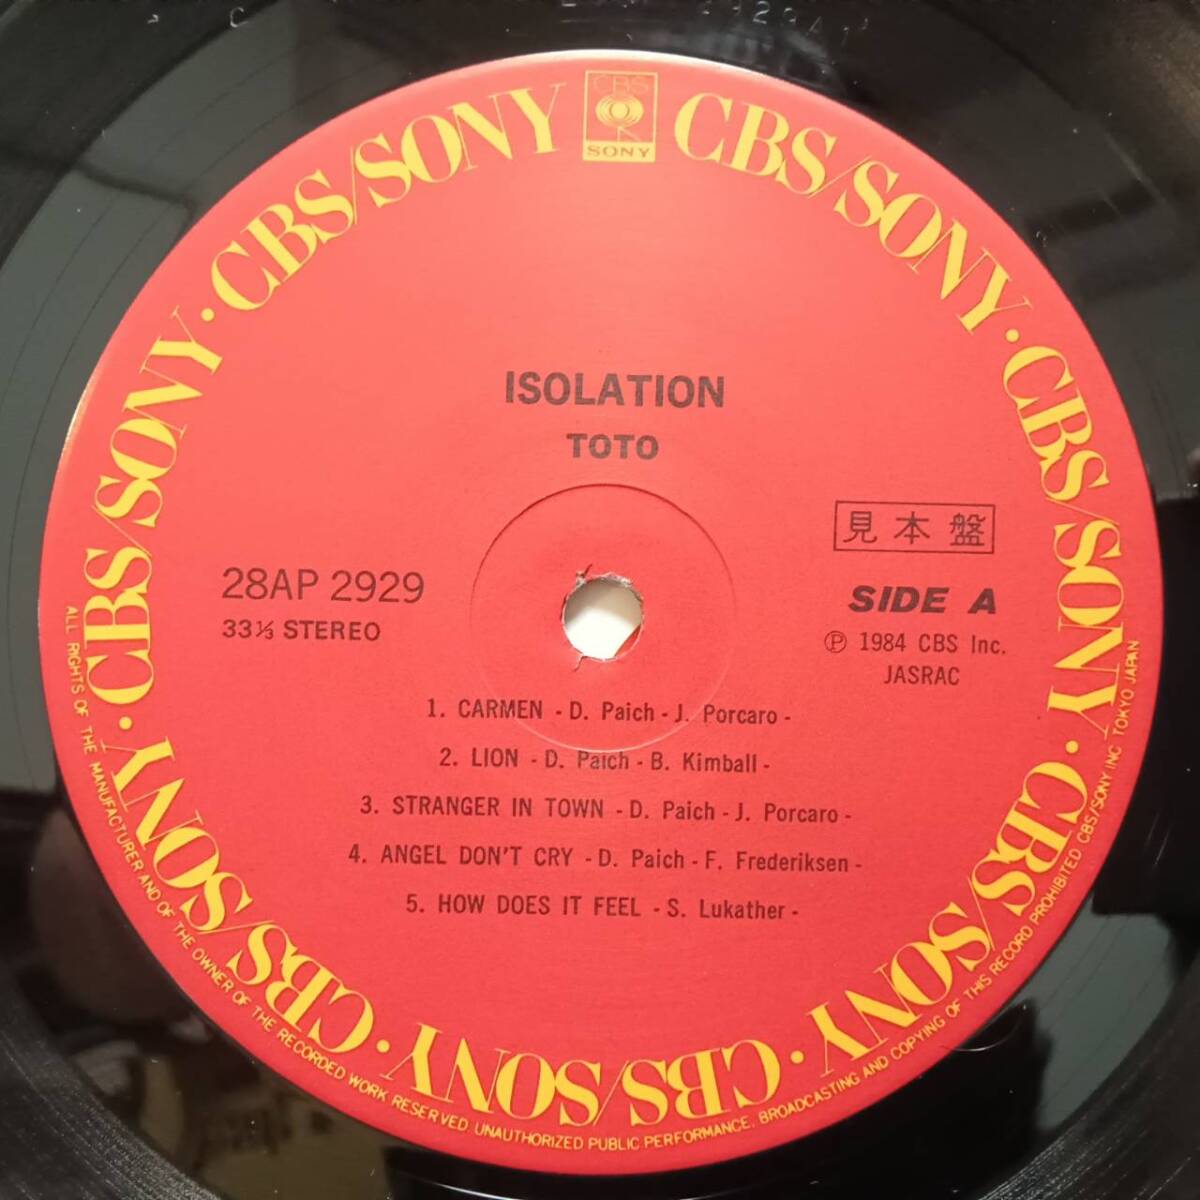 CBS
SONY
CBS/SONY · CBS/SONY · CBS/SONY · CBS/SONY · CBS/SONY · CBS/SONY · CBS/SONY · CBS/SONY
ISOLATION
TOTO
見本盤
28AP 2929
33⅓ STEREO
SIDE A
Ⓟ 1984 CBS Inc.
JASRAC
1. CARMEN - D. Paich - J. Porcaro -
2. LION - D. Paich - B. Kimball -
3. STRANGER IN TOWN - D. Paich - J. Porcaro -
4. ANGEL DON'T CRY - D. Paich - F. Frederiksen -
5. HOW DOES IT FEEL - S. Lukather -
ALL RIGHTS OF THE MANUFACTURER AND OF THE OWNER OF THE RECORDED WORK RESERVED. UNAUTHORIZED PUBLIC PERFORMANCE, BROADCASTING AND COPYING OF THIS RECORD PROHIBITED. CBS/SONY INC. TOKYO JAPAN